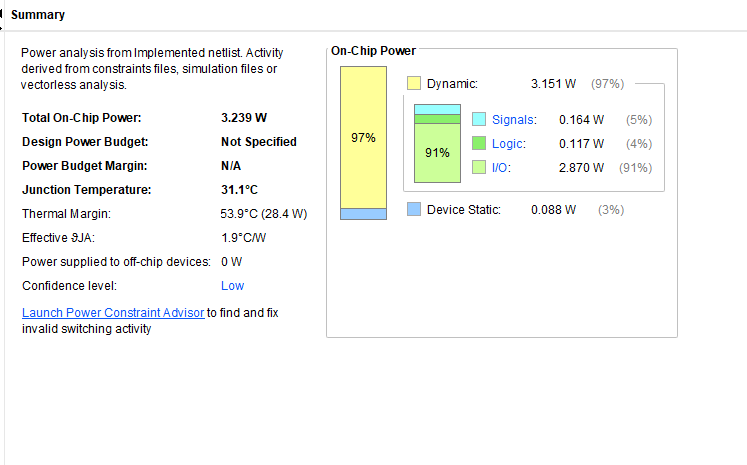 Summary
Power analysis from Implemented netlist. Activity
derived from constraints files, simulation files or
vectorless analysis.
Total On-Chip Power: 3.239 W
Design Power Budget: Not Specified
Power Budget Margin: N/A
Junction Temperature: 31.1°C
Thermal Margin: 53.9°C (28.4 W)
Effective ϑJA: 1.9°C/W
Power supplied to off-chip devices: 0 W
Confidence level: Low
Launch Power Constraint Advisor to find and fix
invalid switching activity
On-Chip Power
97%
Dynamic: 3.151 W (97%)
91%
Signals: 0.164 W (5%)
Logic: 0.117 W (4%)
I/O: 2.870 W (91%)
Device Static: 0.088 W (3%)